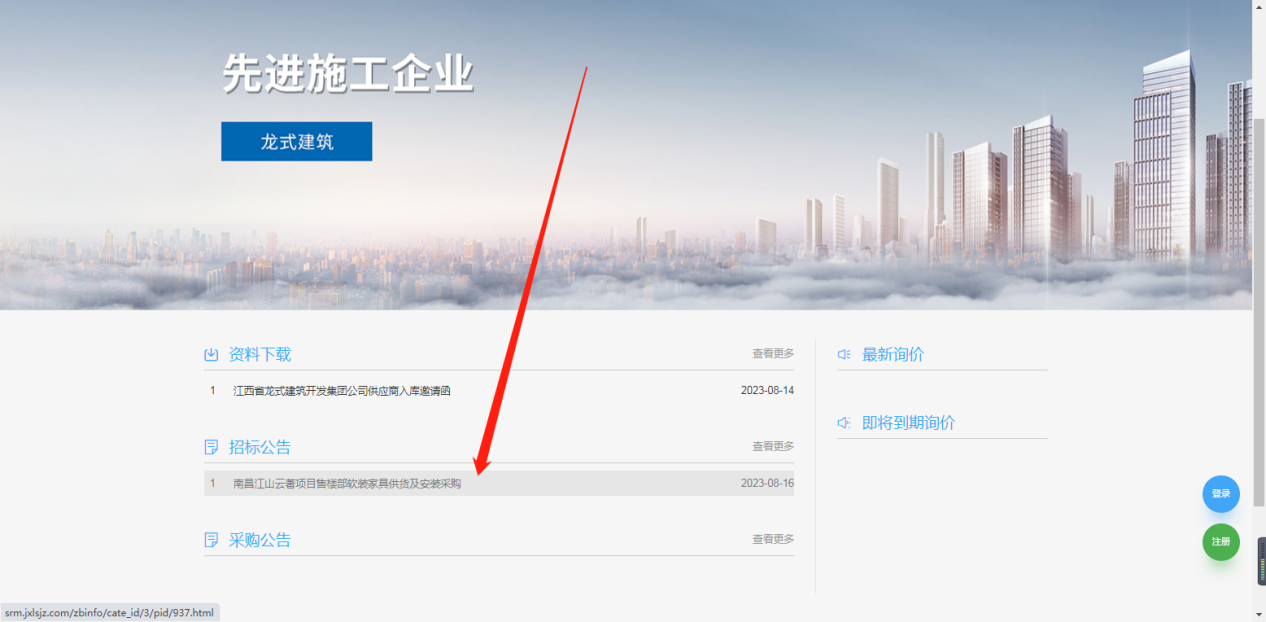 先进施工企业
龙式建筑
资料下载 查看更多
1 江西省龙式建筑开发集团公司供应商入库邀请函 2023-08-14
招标公告 查看更多
1 南昌江山云著项目售楼部软装家具供货及安装采购 2023-08-16
采购公告 查看更多
最新询价
即将到期询价
登录
注册
srm.jxlsjz.com/zbinfo/cate_id/3/pid/937.html